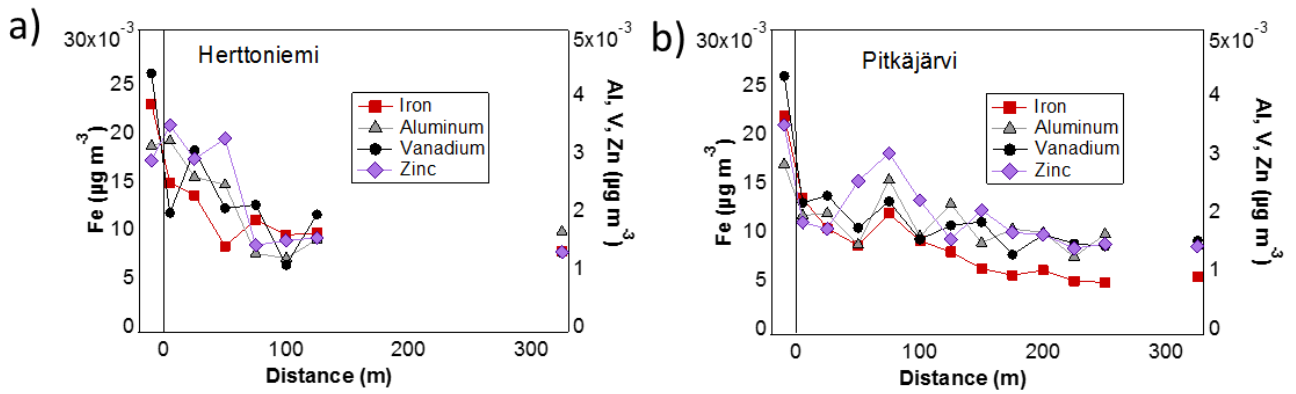 a)
30x10⁻³
25
20
15
10
5
0
Fe (µg m⁻³)
Herttoniemi
Iron
Aluminum
Vanadium
Zinc
5x10⁻³
4
3
2
1
0
Al, V, Zn (µg m⁻³)
0 100 200 300
Distance (m)
b)
30x10⁻³
25
20
15
10
5
0
Fe (µg m⁻³)
Pitkäjärvi
Iron
Aluminum
Vanadium
Zinc
5x10⁻³
4
3
2
1
0
Al, V, Zn (µg m⁻³)
0 100 200 300
Distance (m)